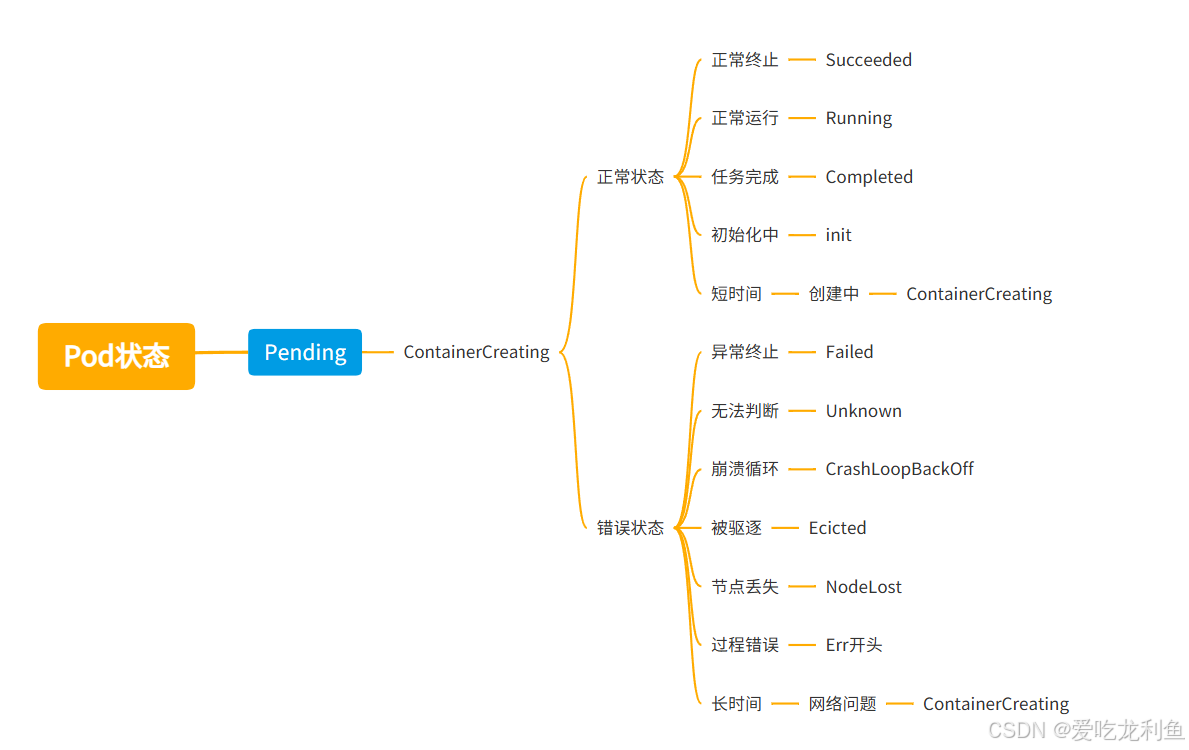 Pod状态
Pending
ContainerCreating
正常状态
正常终止 Succeeded
正常运行 Running
任务完成 Completed
初始化中 init
短时间 创建中 ContainerCreating
错误状态
异常终止 Failed
无法判断 Unknown
崩溃循环 CrashLoopBackOff
被驱逐 Ecicted
节点丢失 NodeLost
过程错误 Err开头
长时间 网络问题 ContainerCreating
CSDN @爱吃龙利鱼